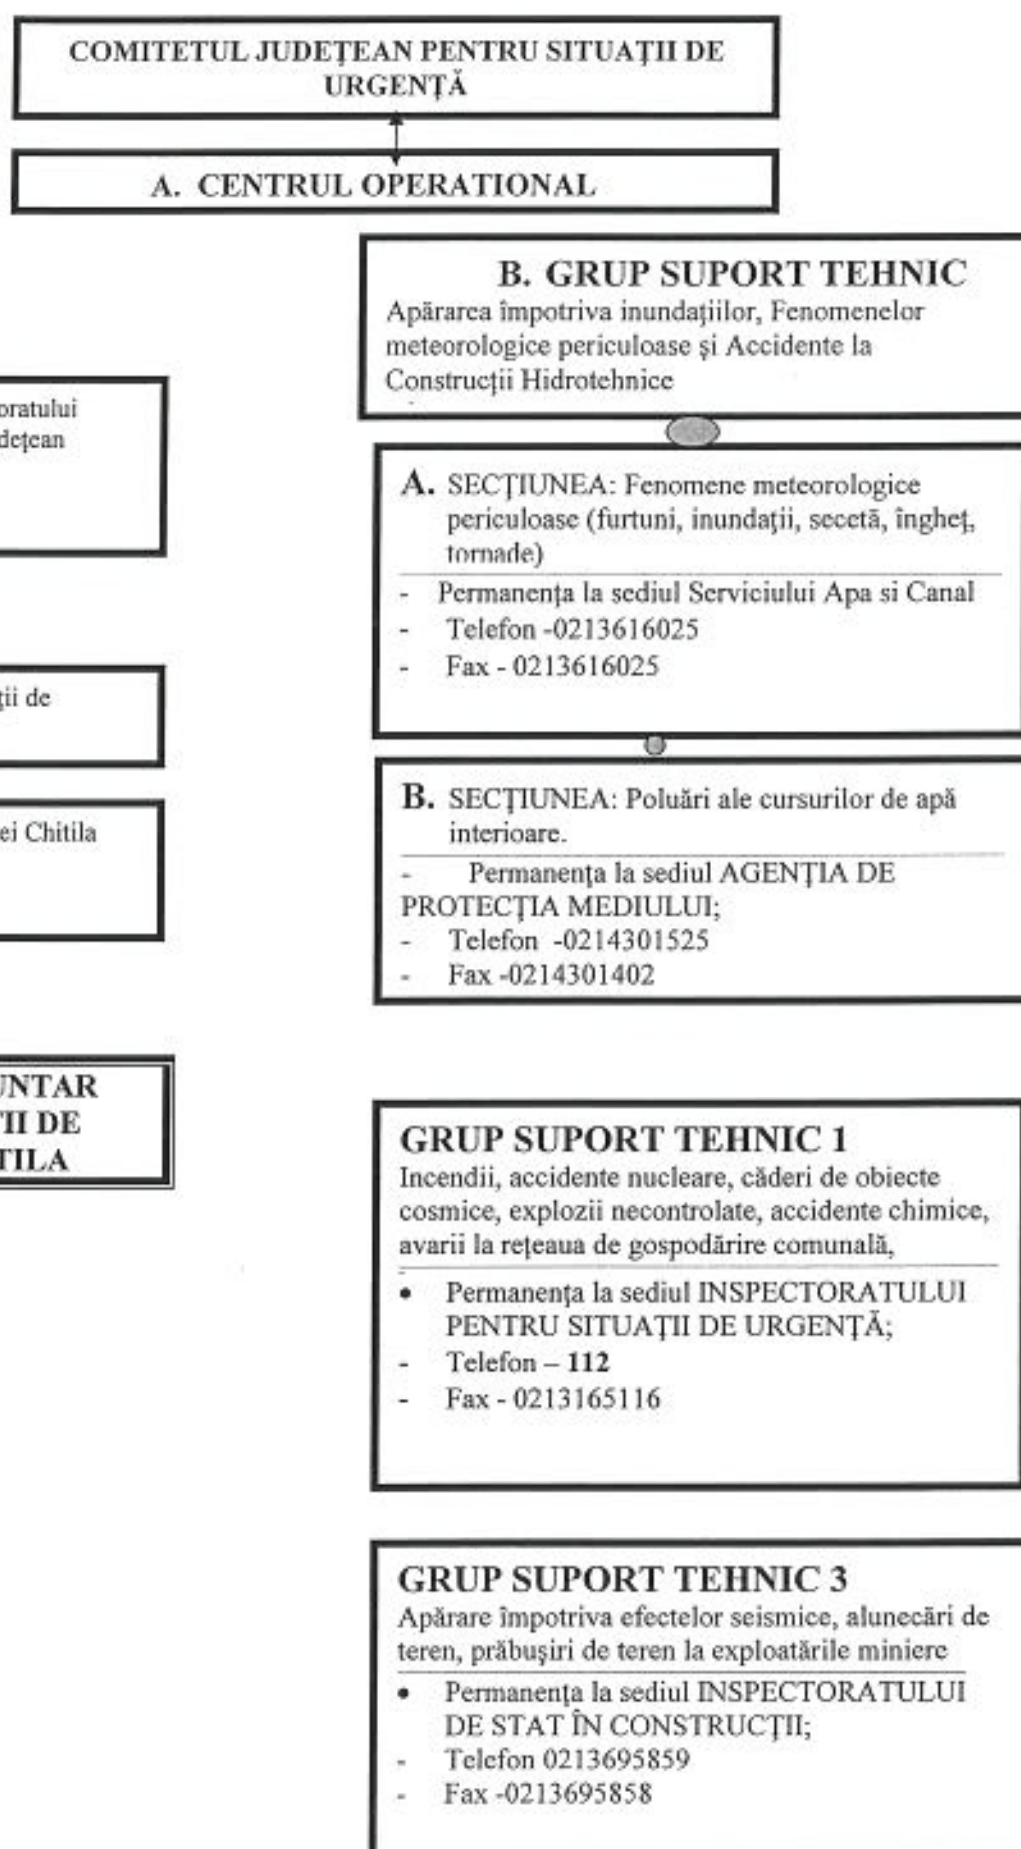 COMITETUL JUDEȚEAN PENTRU SITUAȚII DE
URGENȚĂ
A. CENTRUL OPERATIONAL
B. GRUP SUPORT TEHNIC
Apărarea împotriva inundațiilor, Fenomenelor
meteorologice periculoase și Accidente la
Construcții Hidrotehnice
oratului
dețean
A. SECȚIUNEA: Fenomene meteorologice
periculoase (furtuni, inundații, secetă, îngheț,
tornade)
- Permanența la sediul Serviciului Apa si Canal
- Telefon -0213616025
- Fax - 0213616025
ții de
B. SECȚIUNEA: Poluări ale cursurilor de apă
interioare.
- Permanența la sediul AGENȚIA DE
PROTECȚIA MEDIULUI;
- Telefon -0214301525
- Fax -0214301402
ei Chitila
UNTAR
ȚII DE
TILA
GRUP SUPORT TEHNIC 1
Incendii, accidente nucleare, căderi de obiecte
cosmice, explozii necontrolate, accidente chimice,
avarii la rețeaua de gospodărire comunală,
-
• Permanența la sediul INSPECTORATULUI
PENTRU SITUAȚII DE URGENȚĂ;
- Telefon – 112
- Fax - 0213165116
GRUP SUPORT TEHNIC 3
Apărare împotriva efectelor seismice, alunecări de
teren, prăbușiri de teren la exploatările miniere
• Permanența la sediul INSPECTORATULUI
DE STAT ÎN CONSTRUCȚII;
- Telefon 0213695859
- Fax -0213695858